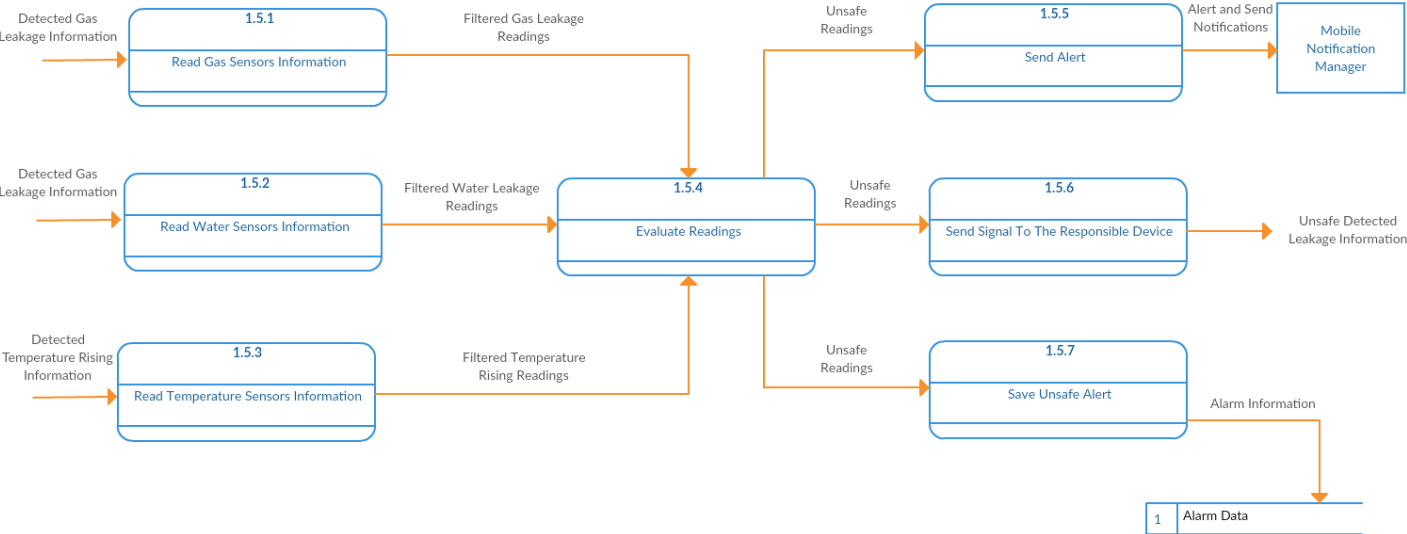 Detected Gas
Leakage Information
1.5.1
Read Gas Sensors Information
Filtered Gas Leakage
Readings
Unsafe
Readings
1.5.5
Send Alert
Alert and Send
Notifications
Mobile
Notification
Manager
Detected Gas
Leakage Information
1.5.2
Read Water Sensors Information
Filtered Water Leakage
Readings
1.5.4
Evaluate Readings
Unsafe
Readings
1.5.6
Send Signal To The Responsible Device
Unsafe Detected
Leakage Information
Detected
Temperature Rising
Information
1.5.3
Read Temperature Sensors Information
Filtered Temperature
Rising Readings
Unsafe
Readings
1.5.7
Save Unsafe Alert
Alarm Information
1
Alarm Data